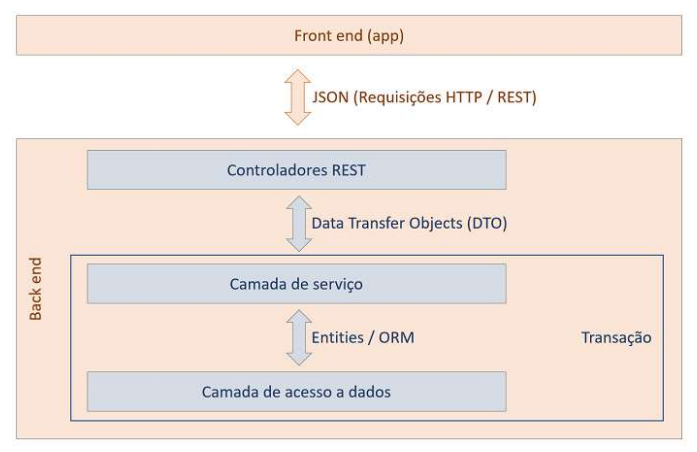 Front end (app)
JSON (Requisições HTTP / REST)
Controladores REST
Data Transfer Objects (DTO)
Back end
Camada de serviço
Entities / ORM
Transação
Camada de acesso a dados